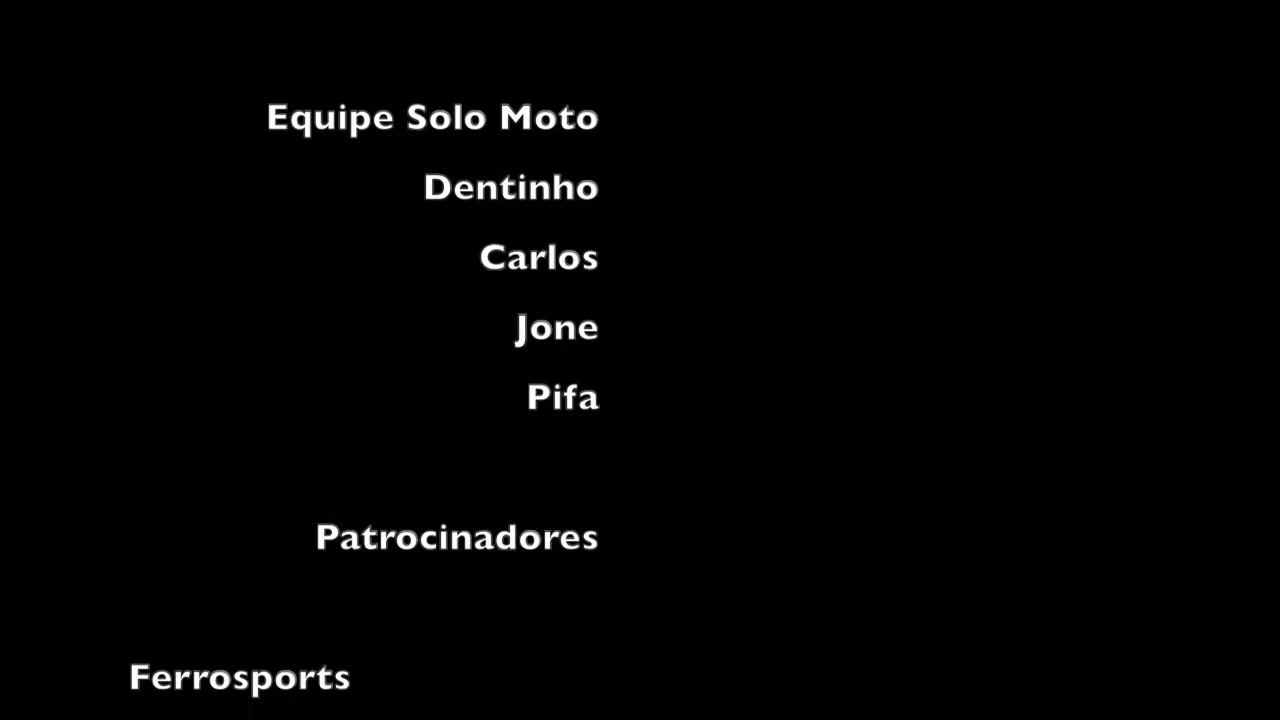 Equipe Solo Moto
Dentinho
Carlos
Jone
Pifa
Patrocinadores
Ferrosports